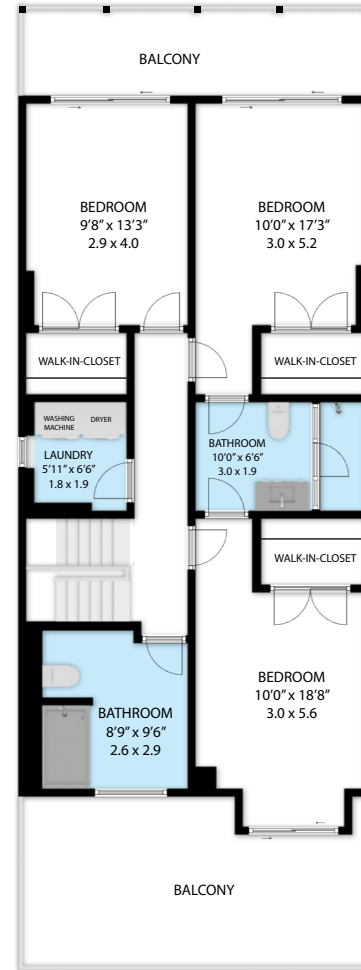 BALCONY
BEDROOM
9'8” x 13'3”
2.9 x 4.0
BEDROOM
10'0” x 17'3”
3.0 x 5.2
WALK-IN-CLOSET
WALK-IN-CLOSET
WASHING
MACHINE
DRYER
LAUNDRY
5'11” x 6'6”
1.8 x 1.9
BATHROOM
10'0” x 6'6”
3.0 x 1.9
WALK-IN-CLOSET
BEDROOM
10'0” x 18'8”
3.0 x 5.6
BATHROOM
8'9” x 9'6”
2.6 x 2.9
BALCONY